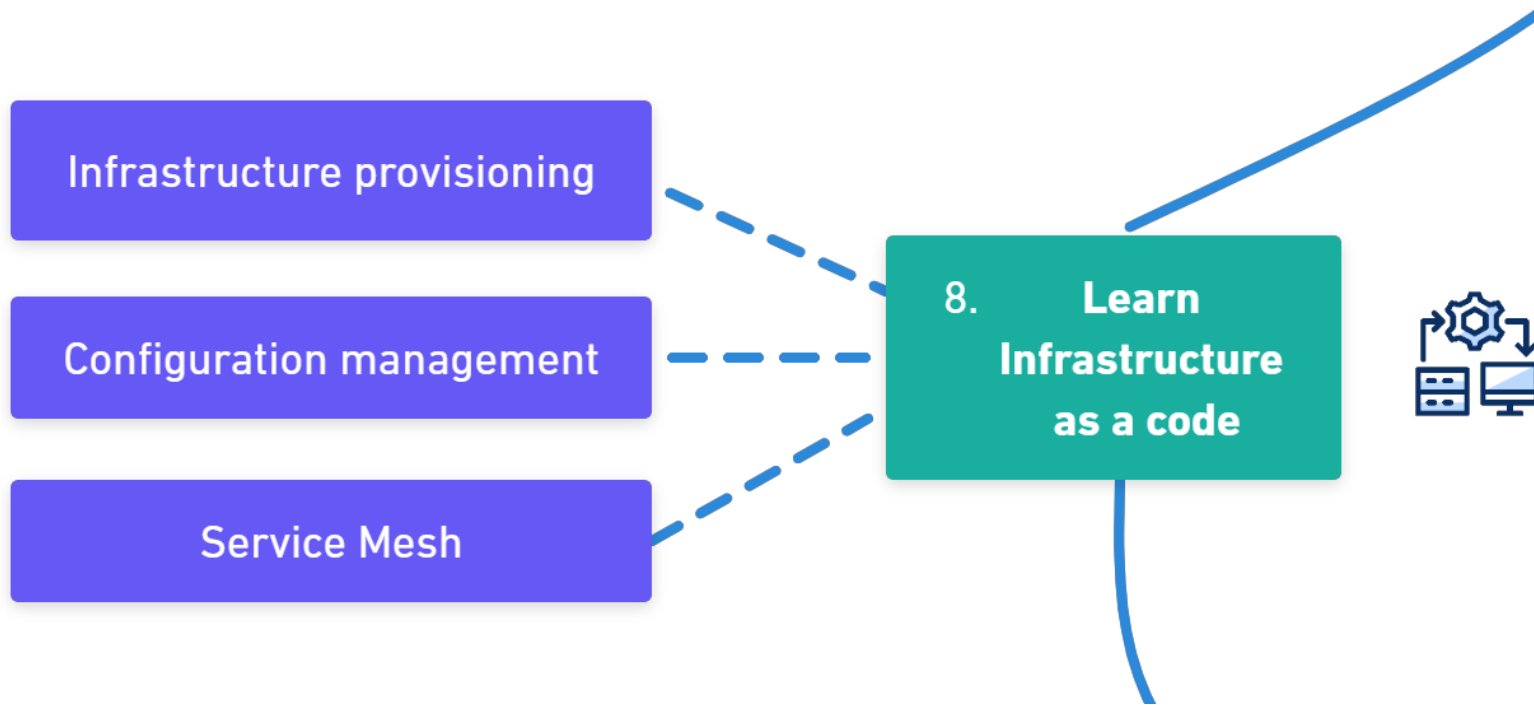 Infrastructure provisioning
Configuration management
Service Mesh
8. Learn
Infrastructure
as a code